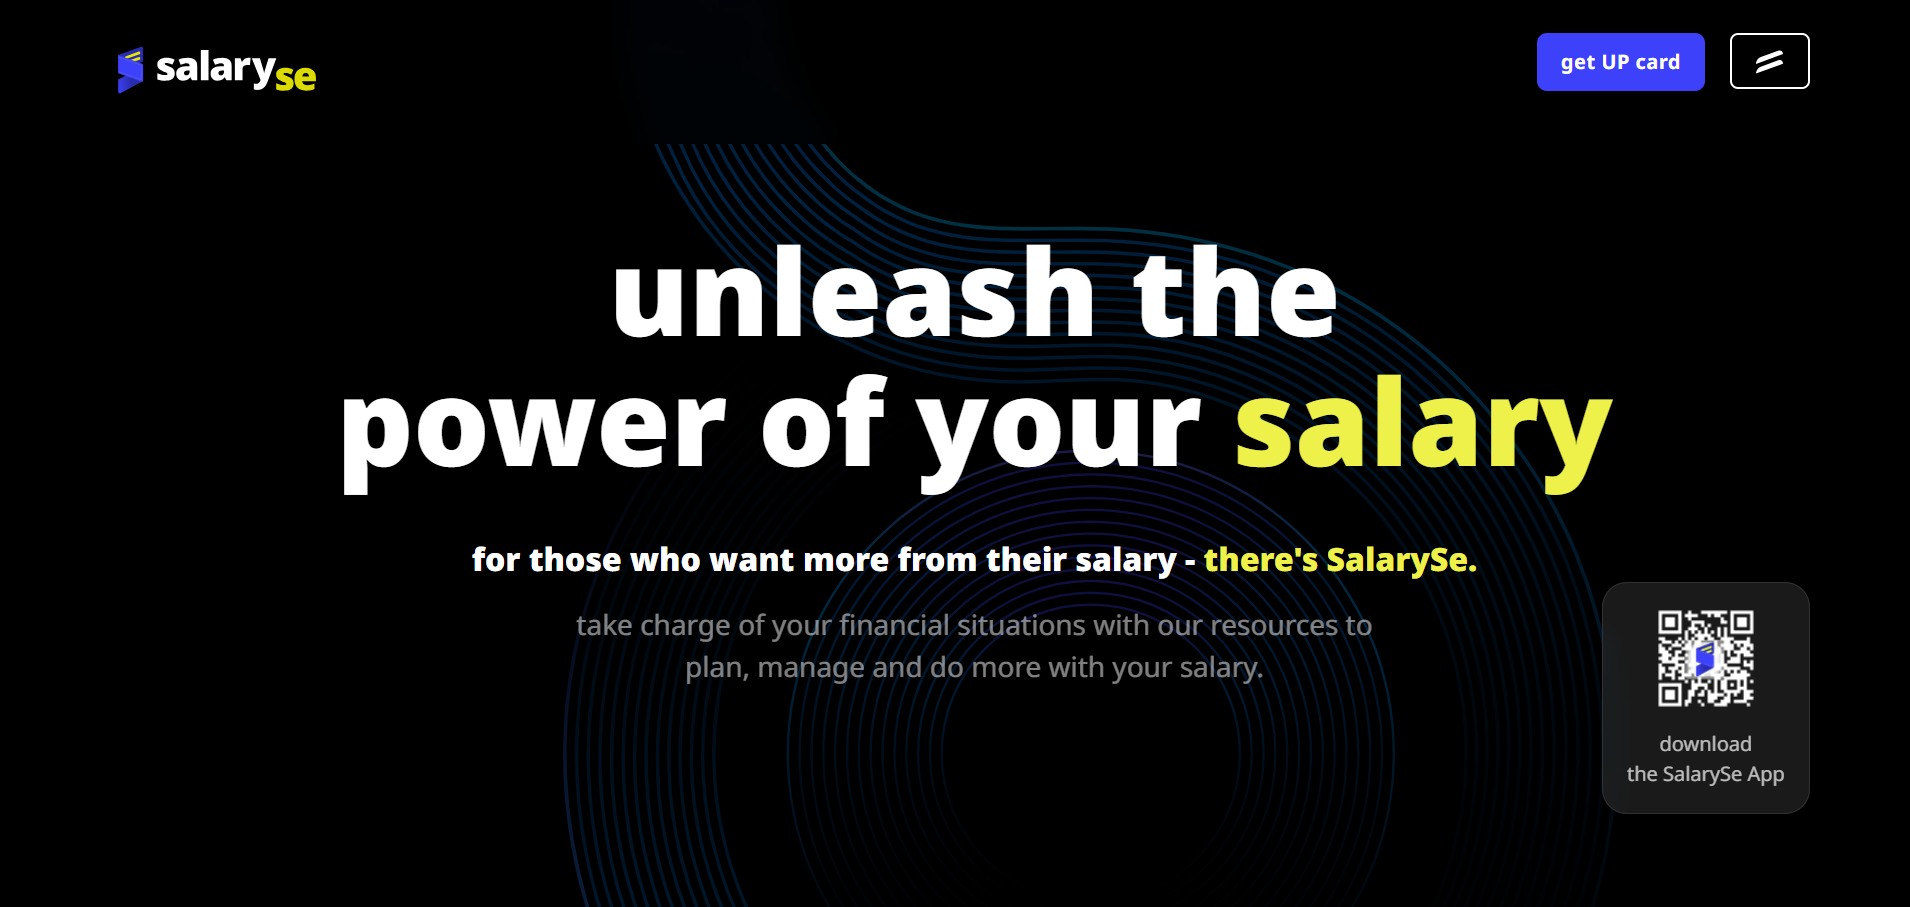 salaryse
get UP card
unleash the
power of your salary
for those who want more from their salary - there's SalarySe.
take charge of your financial situations with our resources to
plan, manage and do more with your salary.
download
the SalarySe App